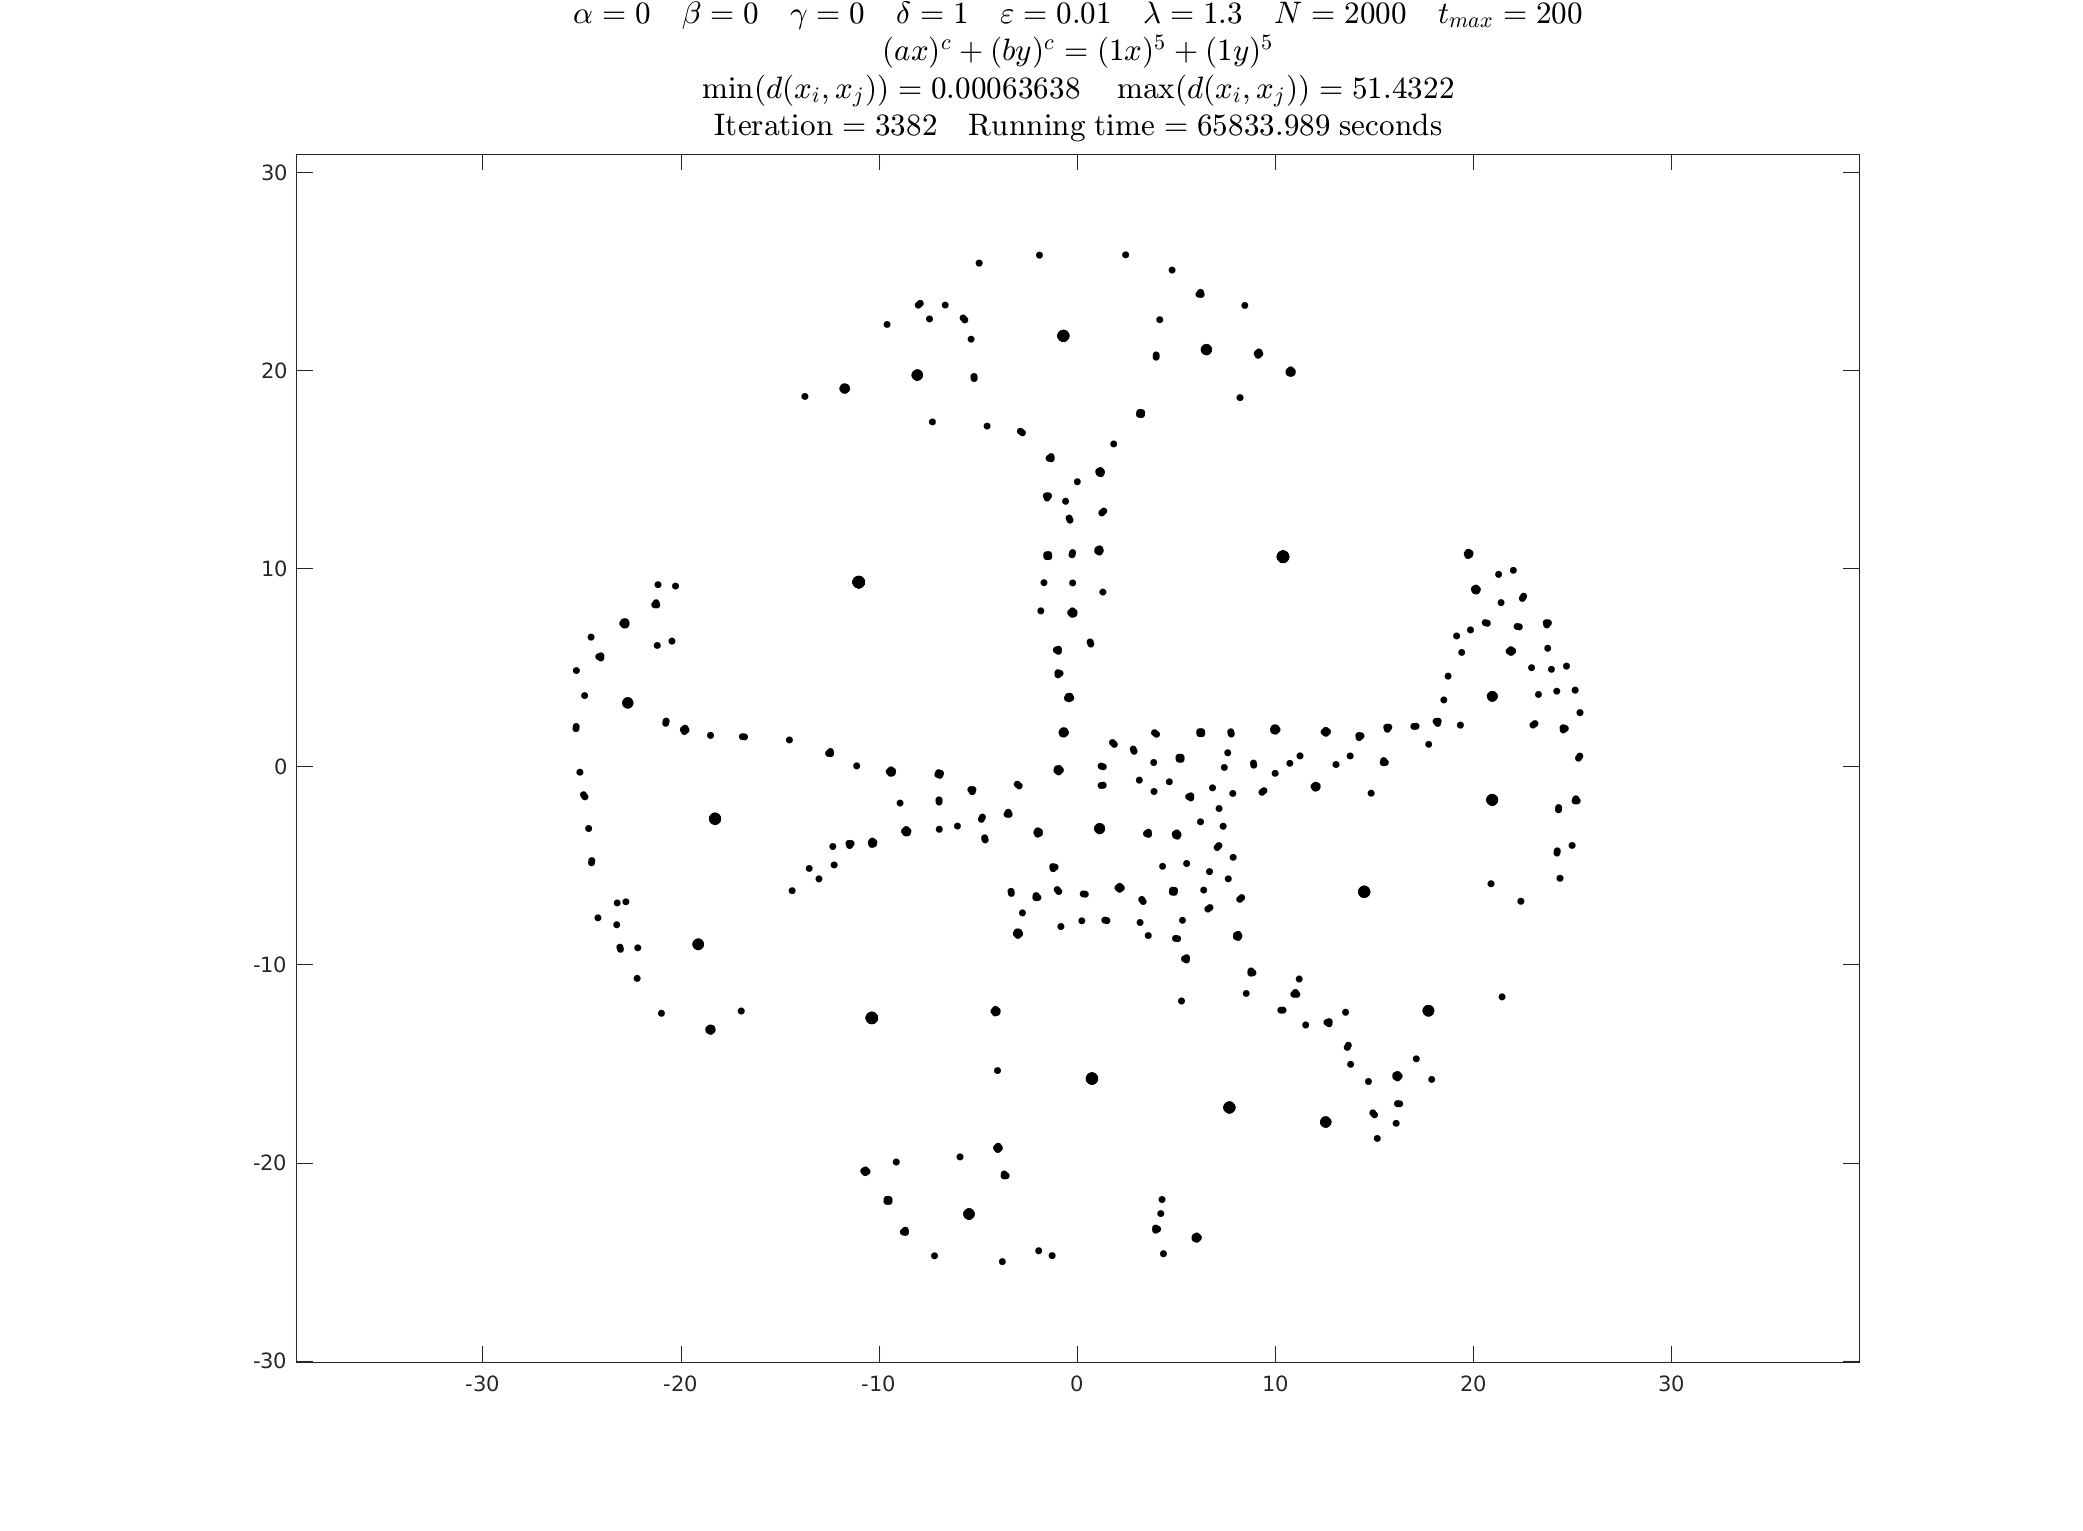 α = 0 β = 0 γ = 0 δ = 1 ε = 0.01 λ = 1.3 N = 2000 t_max = 200
(ax)^c + (by)^c = (1x)^5 + (1y)^5
min(d(x_i, x_j)) = 0.00063638 max(d(x_i, x_j)) = 51.4322
Iteration = 3382 Running time = 65833.989 seconds
30
20
10
0
-10
-20
-30
-30 -20 -10 0 10 20 30